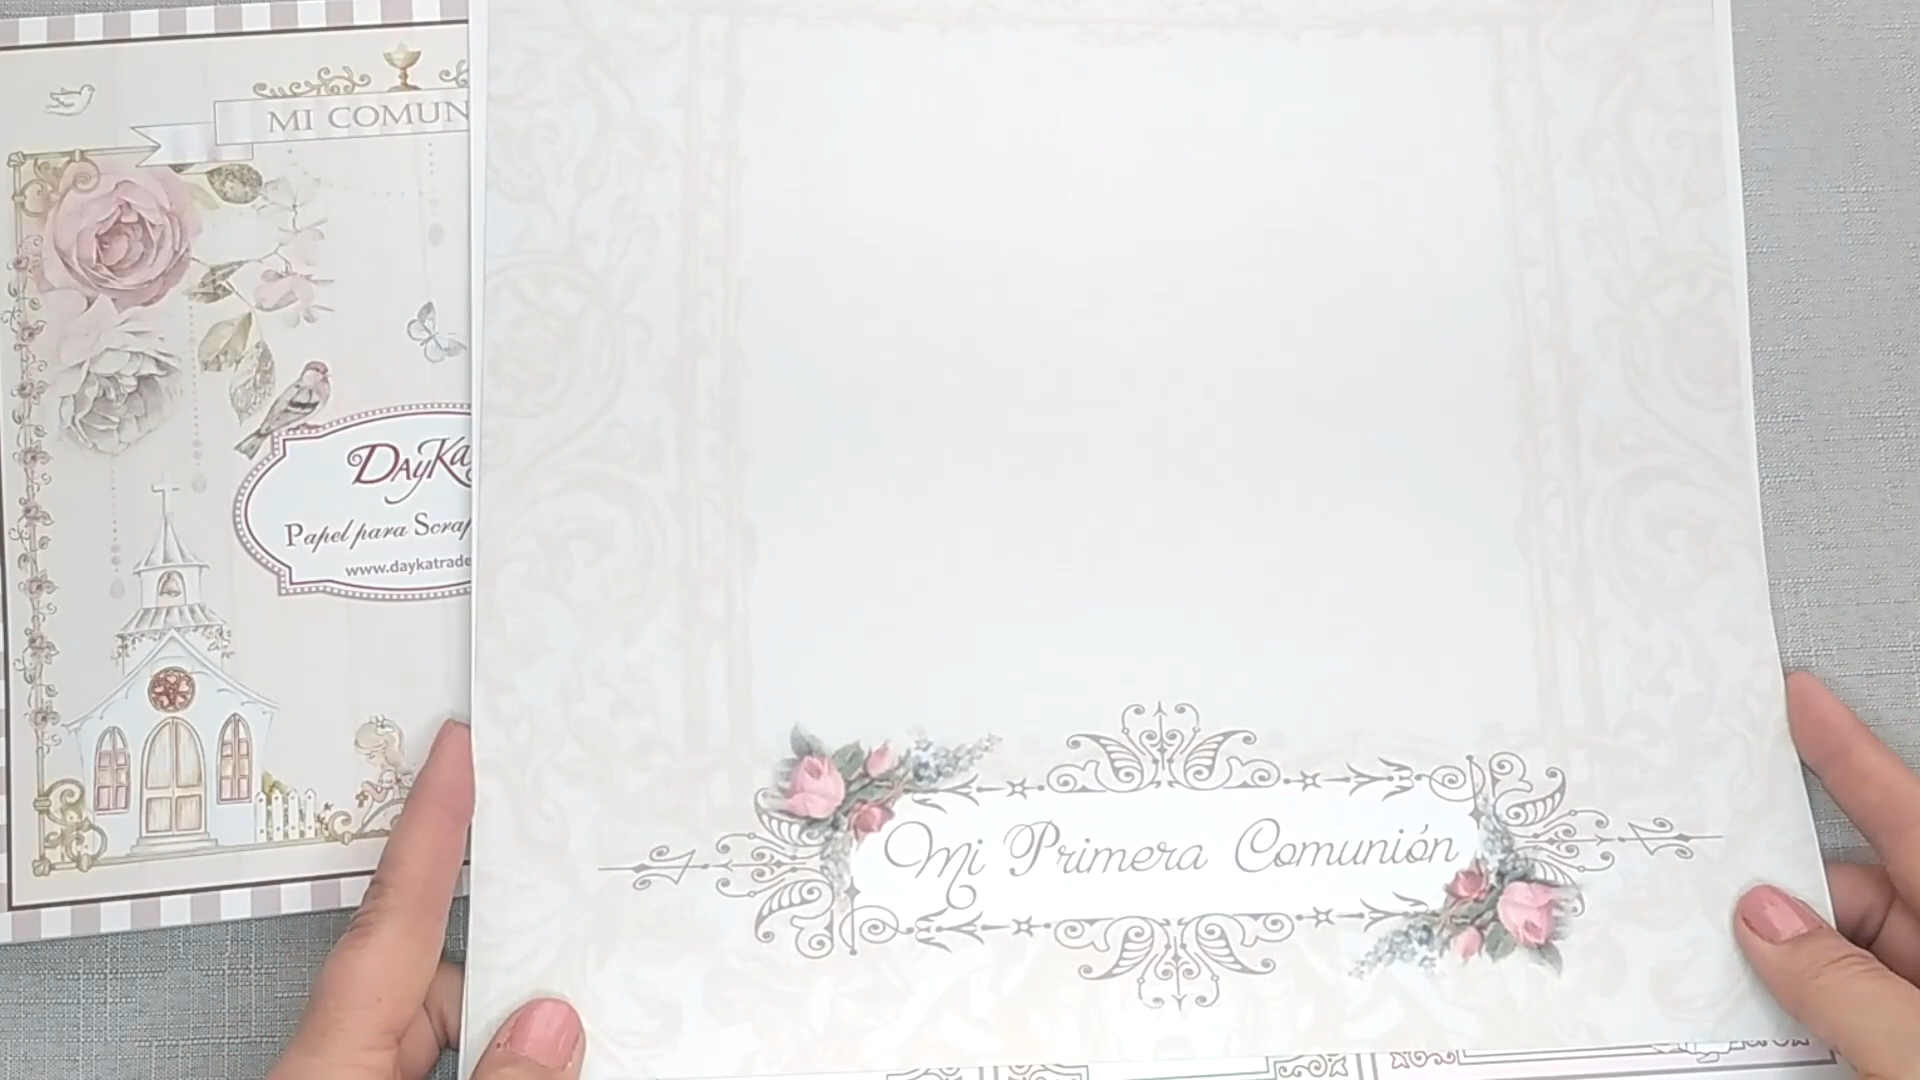 MI COMUN
DayKa
Papel para Scrap
www.daykatrade
Mi Primera Comunión